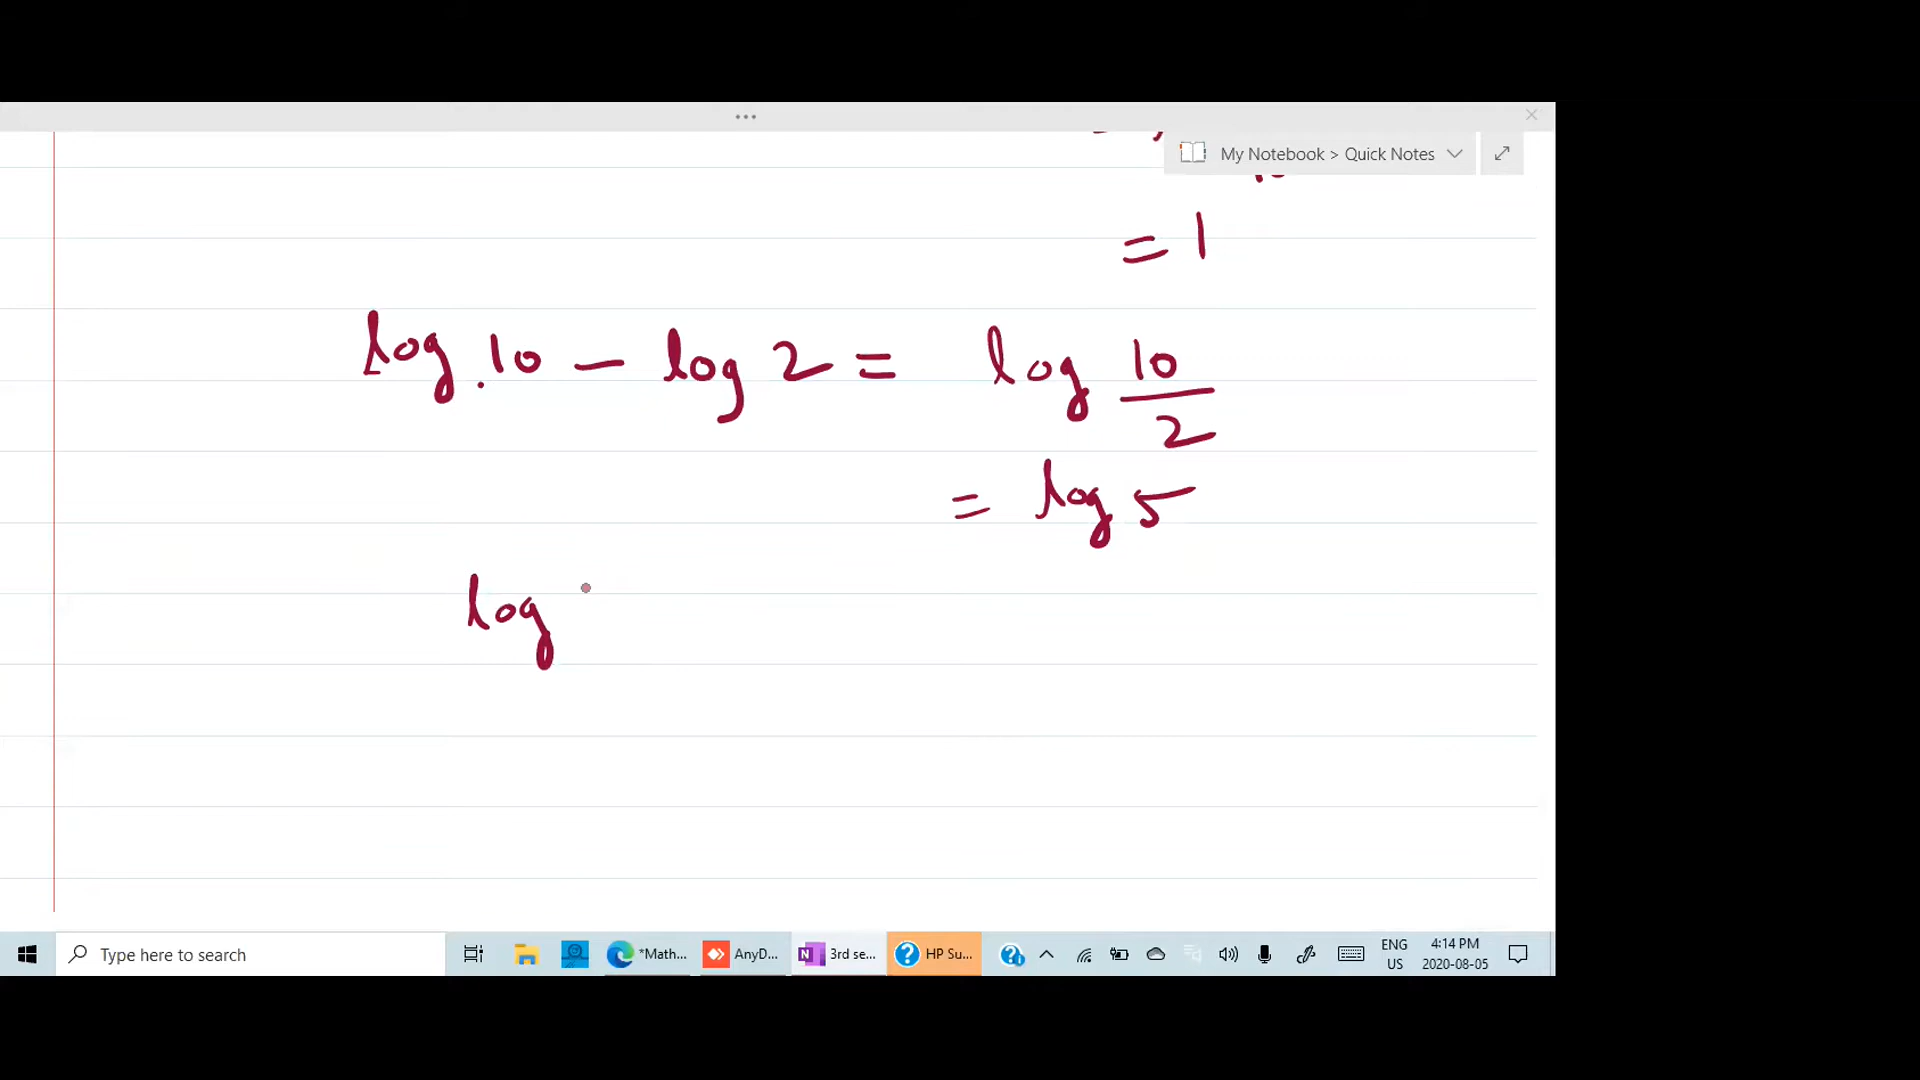 My Notebook > Quick Notes
= 1
log 10 - log 2 = log 10/2
= log 5
log
Type here to search
*Math...
AnyD...
3rd se...
HP Su...
ENG
US
4:14 PM
2020-08-05